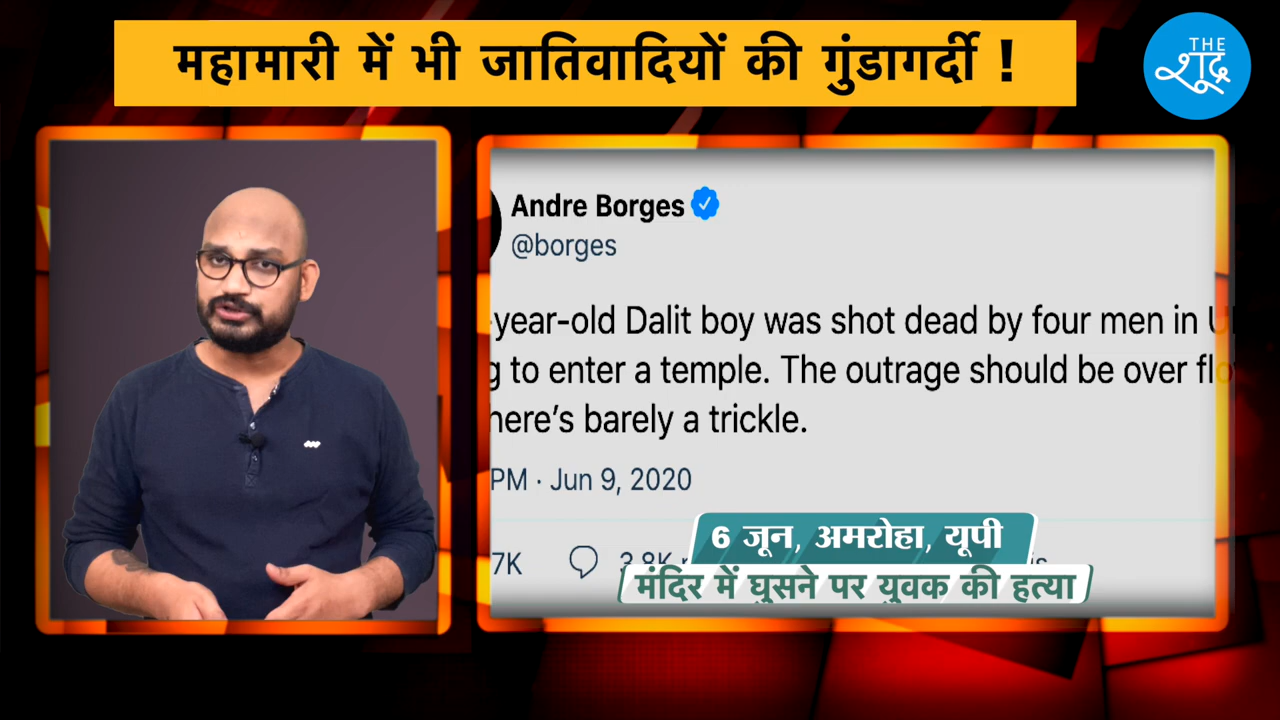 महामारी में भी जातिवादियों की गुंडागर्दी !
THE
शूद्र
Andre Borges
@borges
-year-old Dalit boy was shot dead by four men in
to enter a temple. The outrage should be over
here's barely a trickle.
PM · Jun 9, 2020
7K 3.8K
6 जून, अमरोहा, यूपी
मंदिर में घुसने पर युवक की हत्या